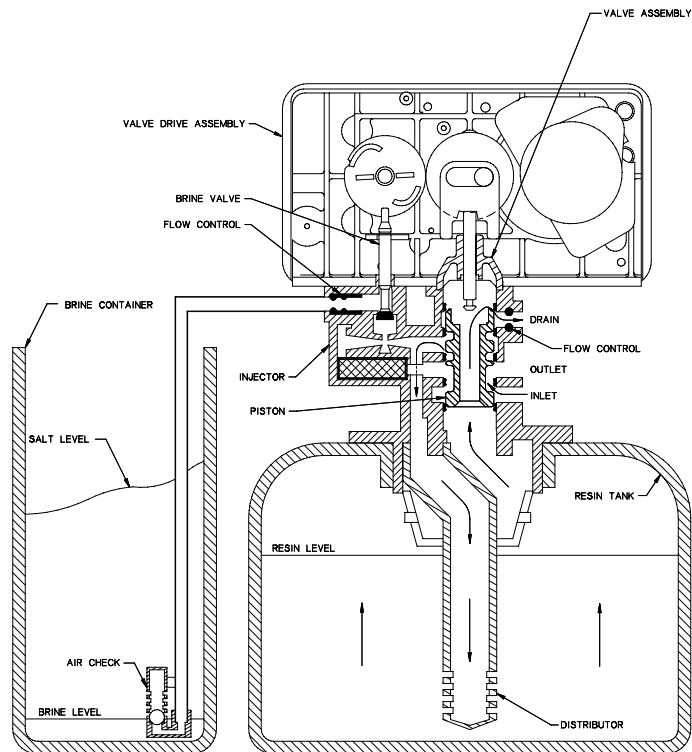 VALVE ASSEMBLY
VALVE DRIVE ASSEMBLY
BRINE VALVE
FLOW CONTROL
BRINE CONTAINER
DRAIN
FLOW CONTROL
OUTLET
INJECTOR
INLET
PISTON
SALT LEVEL
RESIN TANK
RESIN LEVEL
AIR CHECK
BRINE LEVEL
DISTRIBUTOR